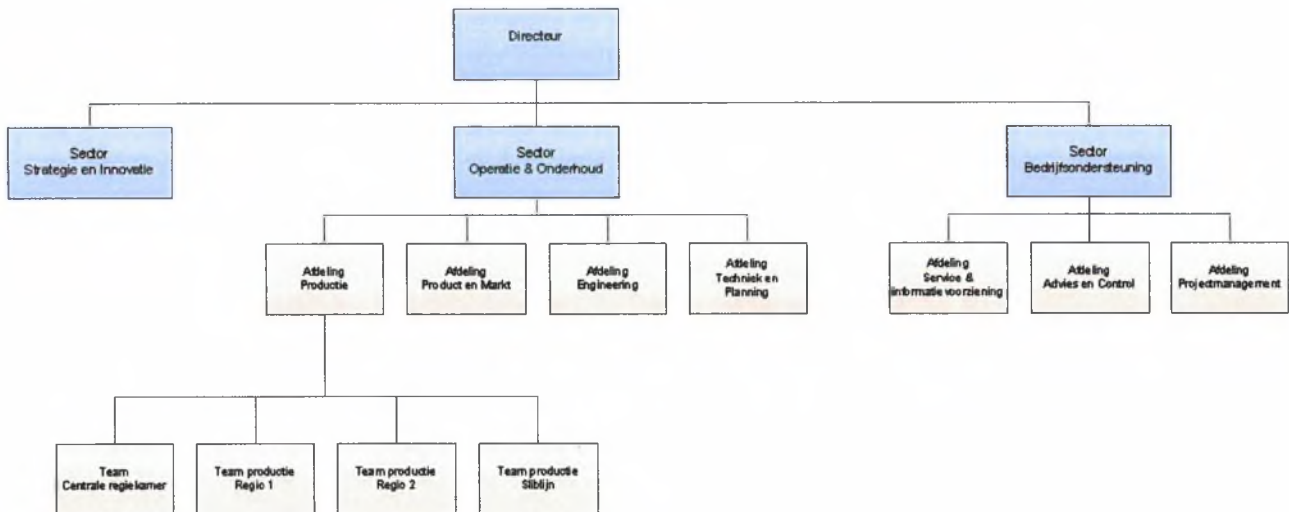 Directeur
Sector
Strategie en Innovatie
Sector
Operatie & Onderhoud
Sector
Bedrijfsondersteuning
Afdeling
Productie
Afdeling
Product en Markt
Afdeling
Engineering
Afdeling
Techniek en
Planning
Afdeling
Service &
informatievoorziening
Afdeling
Advies en Control
Afdeling
Projectmanagement
Team
Centrale regiekamer
Team productie
Regio 1
Team productie
Regio 2
Team productie
Sliblijn